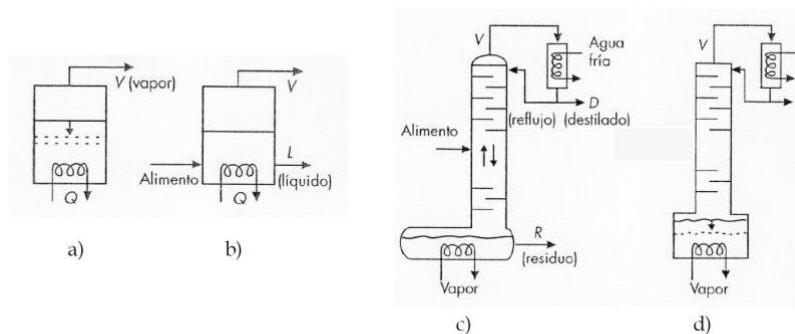 V (vapor)
Q
a)
V
Alimento
L
(líquido)
Q
b)
V
Agua
fría
D
(reflujo) (destilado)
Alimento
R
(residuo)
Vapor
c)
V
Vapor
d)